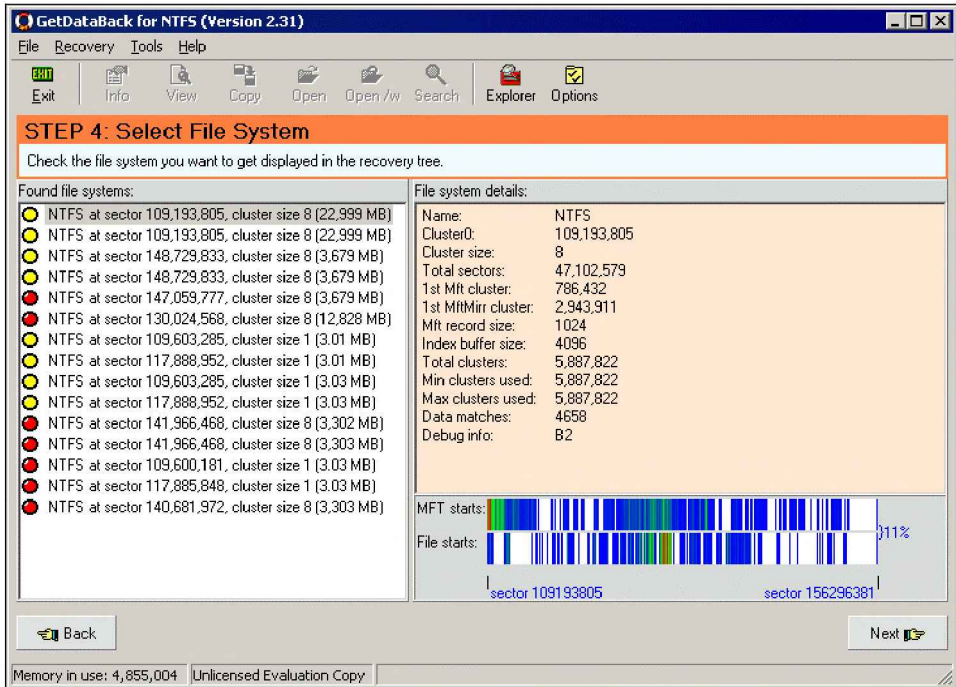 GetDataBack for NTFS (Version 2.31)
File Recovery Tools Help
Exit Info View Copy Open Open /w Search Explorer Options
STEP 4: Select File System
Check the file system you want to get displayed in the recovery tree.
Found file systems:
NTFS at sector 109,193,805, cluster size 8 (22,999 MB)
NTFS at sector 109,193,805, cluster size 8 (22,999 MB)
NTFS at sector 148,729,833, cluster size 8 (3,679 MB)
NTFS at sector 148,729,833, cluster size 8 (3,679 MB)
NTFS at sector 147,059,777, cluster size 8 (3,679 MB)
NTFS at sector 130,024,568, cluster size 8 (12,828 MB)
NTFS at sector 109,603,285, cluster size 1 (3.01 MB)
NTFS at sector 117,888,952, cluster size 1 (3.01 MB)
NTFS at sector 109,603,285, cluster size 1 (3.03 MB)
NTFS at sector 117,888,952, cluster size 1 (3.03 MB)
NTFS at sector 141,966,468, cluster size 8 (3,302 MB)
NTFS at sector 141,966,468, cluster size 8 (3,303 MB)
NTFS at sector 109,600,181, cluster size 1 (3.03 MB)
NTFS at sector 117,885,848, cluster size 1 (3.03 MB)
NTFS at sector 140,681,972, cluster size 8 (3,303 MB)
File system details:
Name: NTFS
Cluster0: 109,193,805
Cluster size: 8
Total sectors: 47,102,579
1st Mft cluster: 786,432
1st MftMirr cluster: 2,943,911
Mft record size: 1024
Index buffer size: 4096
Total clusters: 5,887,822
Min clusters used: 5,887,822
Max clusters used: 5,887,822
Data matches: 4658
Debug info: B2
MFT starts:
File starts:
}11%
sector 109193805 sector 156296381
Back Next
Memory in use: 4,855,004 Unlicensed Evaluation Copy